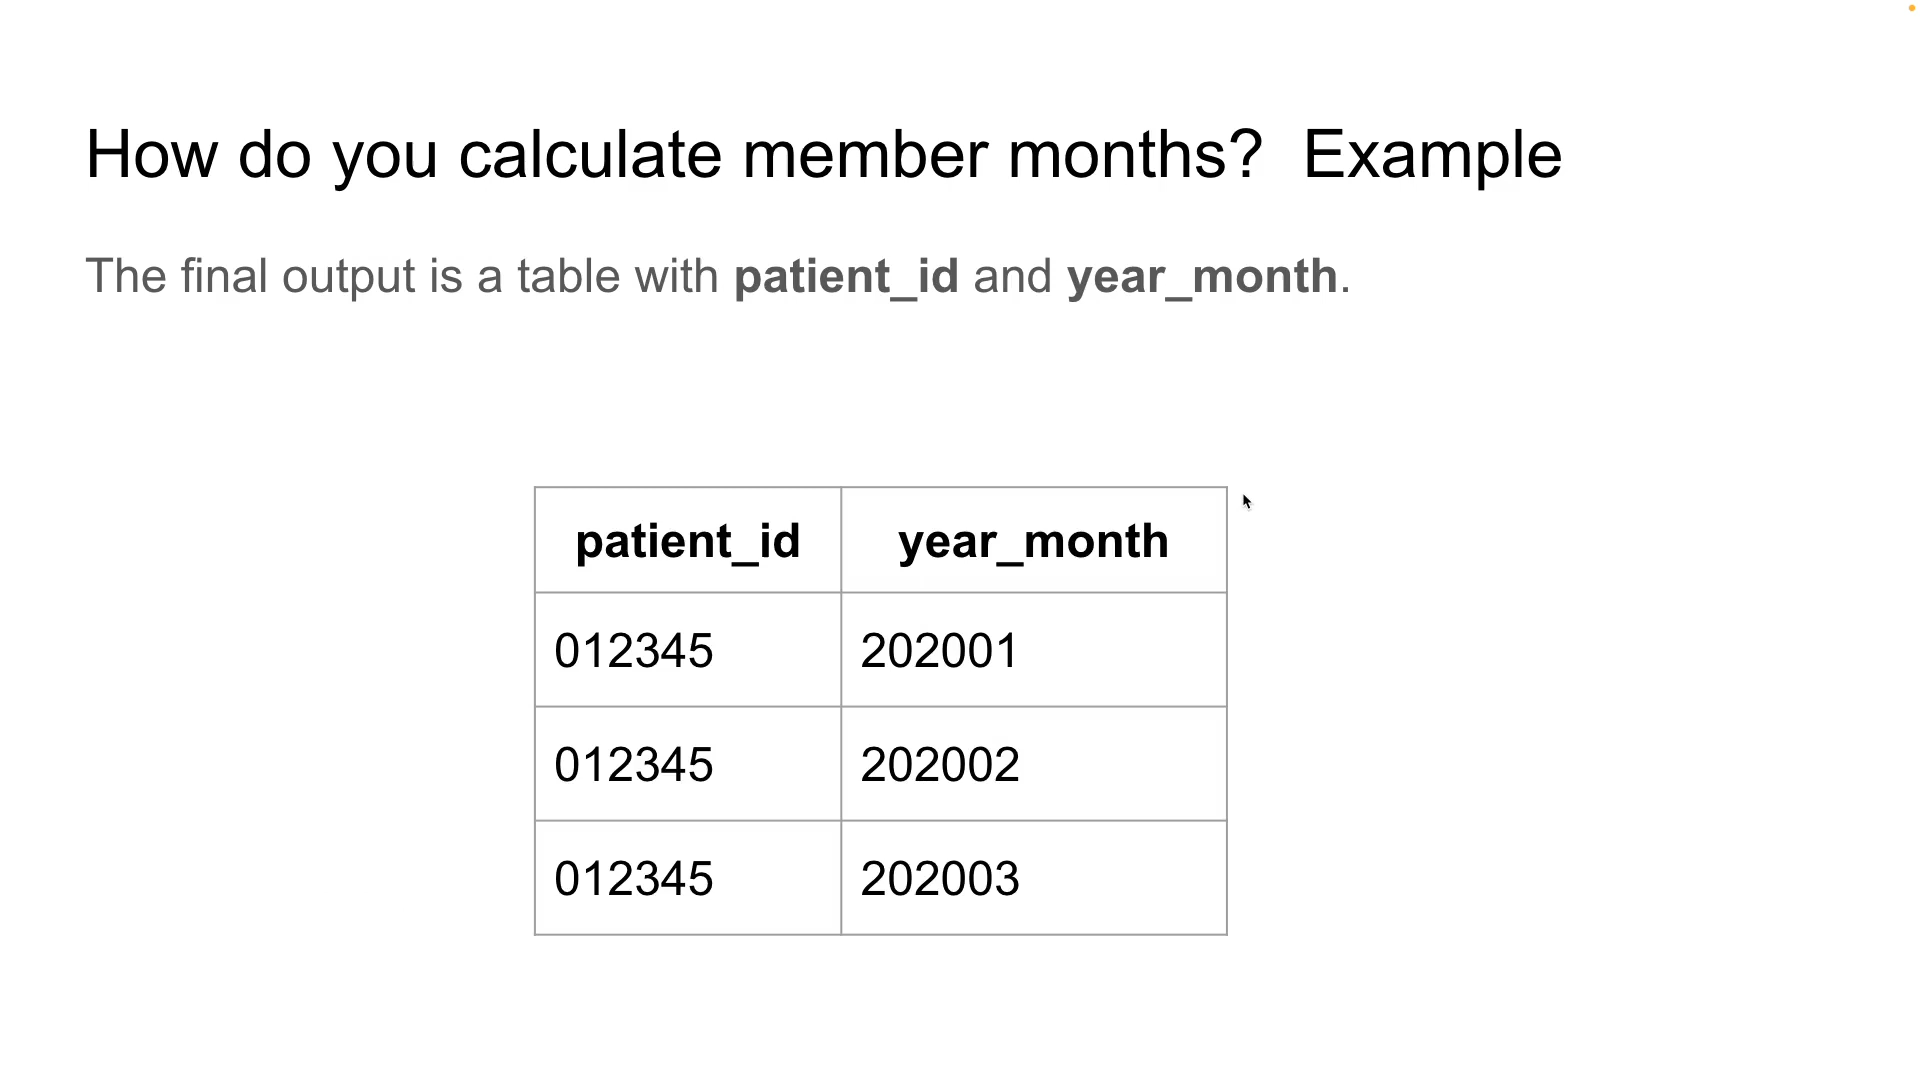 How do you calculate member months?  Example
The final output is a table with patient_id and year_month.
patient_id year_month
012345 202001
012345 202002
012345 202003